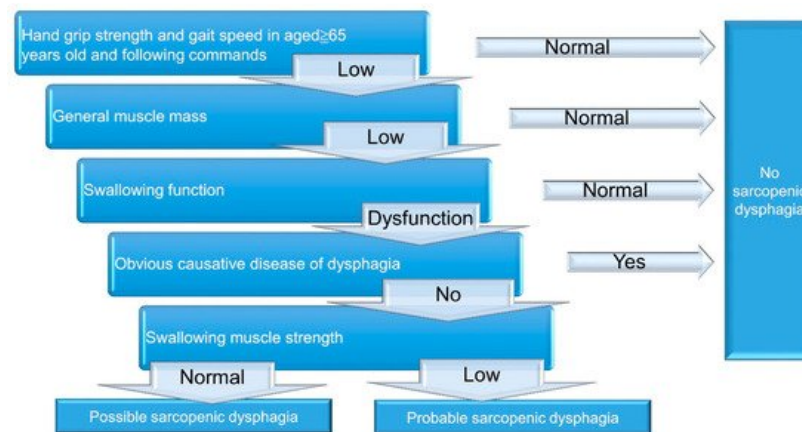 Hand grip strength and gait speed in aged≧65
years old and following commands
Normal
Low
General muscle mass
Normal
Low
Swallowing function
Normal
Dysfunction
Obvious causative disease of dysphagia
Yes
No
Swallowing muscle strength
Normal
Low
Possible sarcopenic dysphagia
Probable sarcopenic dysphagia
No
sarcopenic
dysphagia